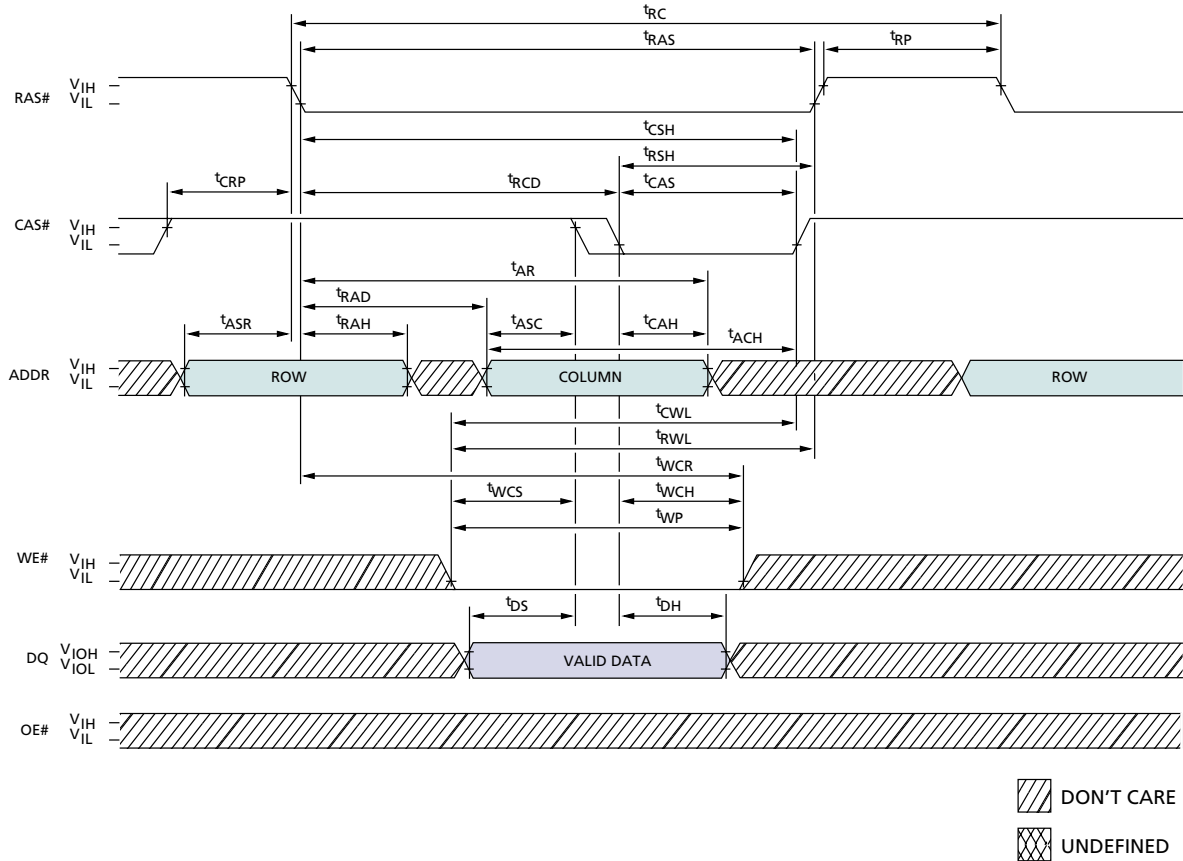 tRC
tRAS
tRP
RAS#
VIH
VIL
tCSH
tRSH
tCRP
tRCD
tCAS
CAS#
VIH
VIL
tAR
tRAD
tASR
tRAH
tASC
tCAH
tACH
ADDR
VIH
VIL
ROW
COLUMN
ROW
tCWL
tRWL
tWCR
tWCS
tWCH
tWP
WE#
VIH
VIL
tDS
tDH
DQ
VIOH
VIOL
VALID DATA
OE#
VIH
VIL
DON'T CARE
UNDEFINED